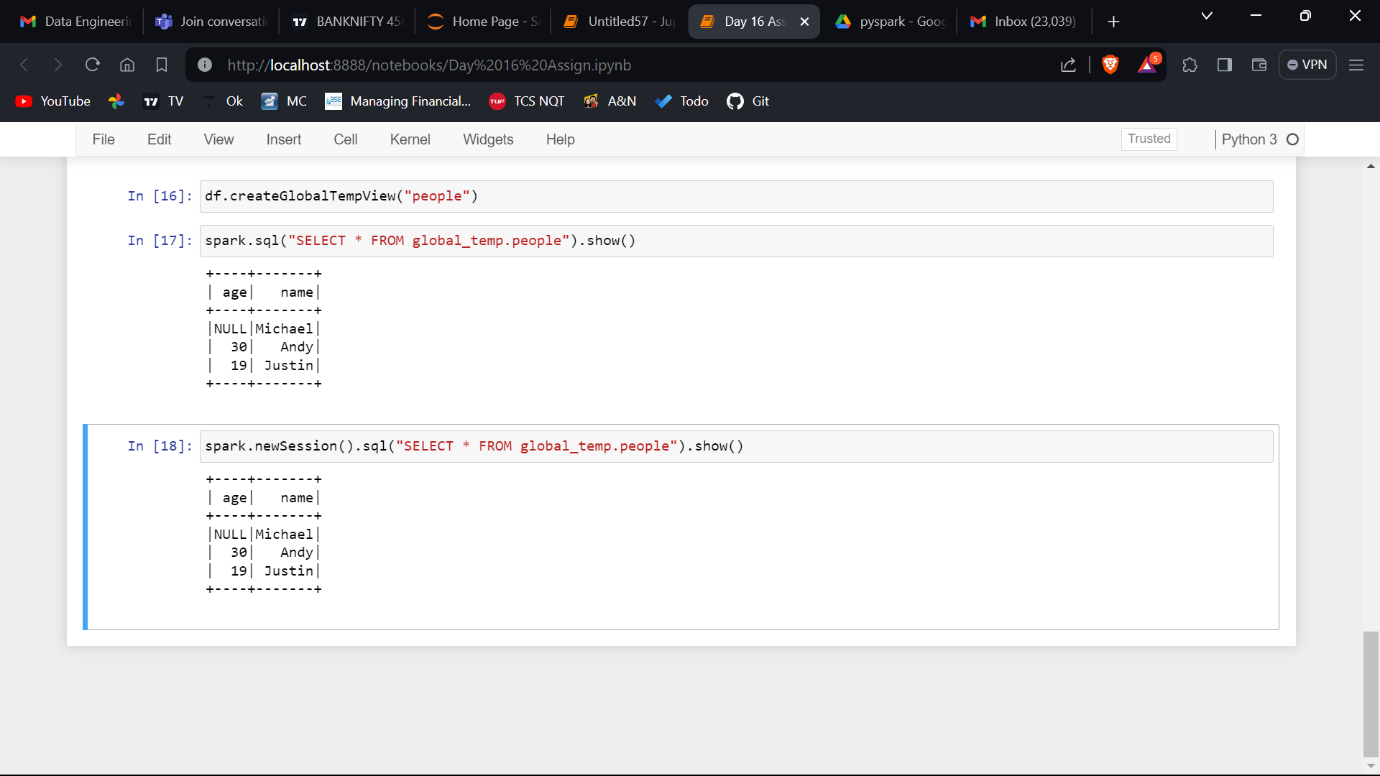 Data Engineerin Join conversati BANKNIFTY 45 Home Page - S Untitled57 - Jup Day 16 Ass pyspark - Goog Inbox (23,039)
http://localhost:8888/notebooks/Day%2016%20Assign.ipynb 5 VPN
YouTube TV Ok MC Managing Financial... TCS NQT A&N Todo Git
File Edit View Insert Cell Kernel Widgets Help Trusted Python 3
In [16]: df.createGlobalTempView("people")
In [17]: spark.sql("SELECT * FROM global_temp.people").show()
+----+-------+
| age|   name|
+----+-------+
|NULL|Michael|
|  30|   Andy|
|  19| Justin|
+----+-------+
In [18]: spark.newSession().sql("SELECT * FROM global_temp.people").show()
+----+-------+
| age|   name|
+----+-------+
|NULL|Michael|
|  30|   Andy|
|  19| Justin|
+----+-------+